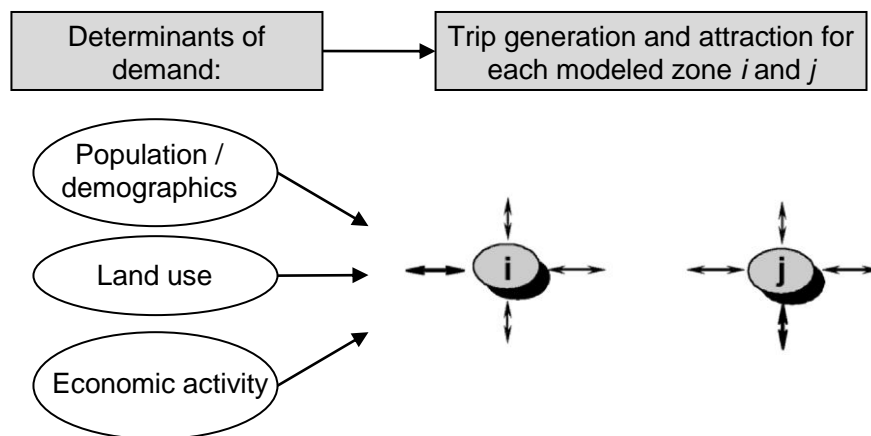 Determinants of
demand:
Trip generation and attraction for
each modeled zone i and j
Population /
demographics
Land use
Economic activity
i
j